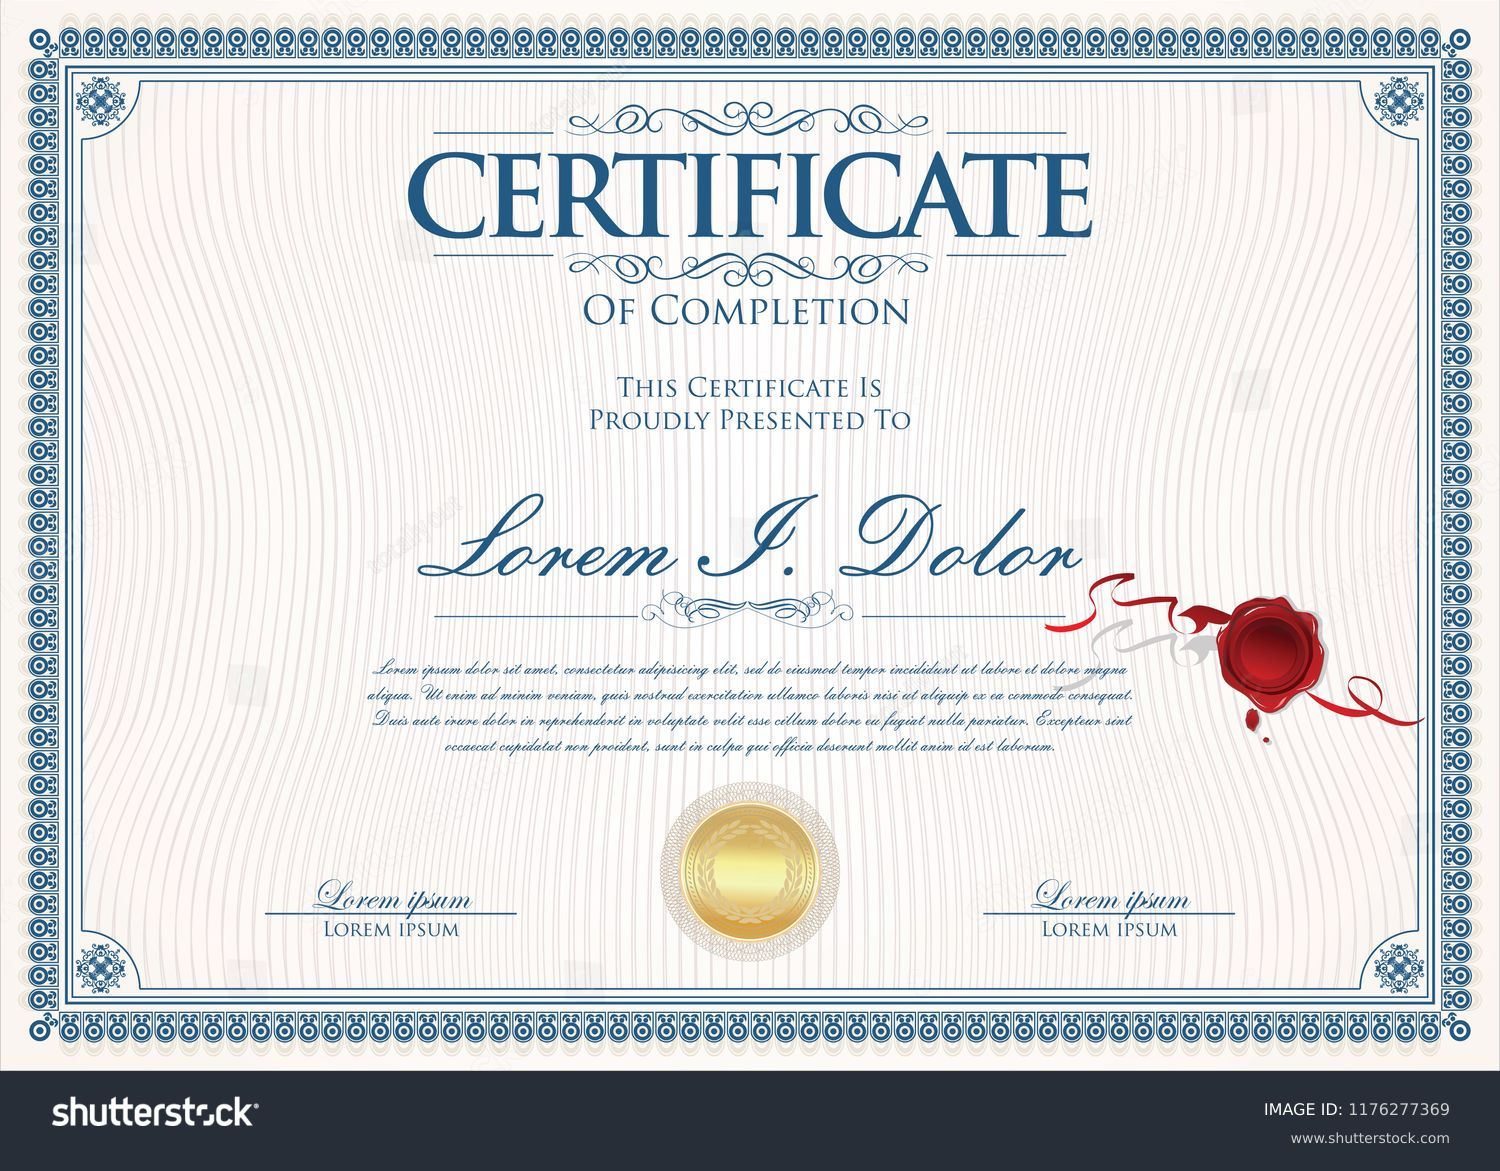 CERTIFICATE
OF COMPLETION
THIS CERTIFICATE IS
PROUDLY PRESENTED TO
Lorem I. Dolor
Lorem ipsum dolor sit amet, consectetur adipisicing elit, sed do eiusmod tempor incididunt ut labore et dolore magna
aliqua. Ut enim ad minim veniam, quis nostrud exercitation ullamco laboris nisi ut aliquip ex ea commodo consequat.
Duis aute irure dolor in reprehenderit in voluptate velit esse cillum dolore eu fugiat nulla pariatur. Excepteur sint
occaecat cupidatat non proident, sunt in culpa qui officia deserunt mollit anim id est laborum.
Lorem ipsum
LOREM IPSUM
Lorem ipsum
LOREM IPSUM
shutterstock
IMAGE ID: 1176277369
www.shutterstock.com